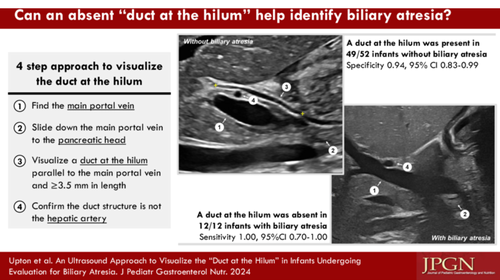 Can an absent “duct at the hilum” help identify biliary atresia?
4 step approach to visualize
the duct at the hilum
1 Find the main portal vein
2 Slide down the main portal vein
to the pancreatic head
3 Visualize a duct at the hilum
parallel to the main portal vein
and ≥3.5 mm in length
4 Confirm the duct structure is not
the hepatic artery
Without biliary atresia
3
4
1
2
A duct at the hilum was present in
49/52 infants without biliary atresia
Specificity 0.94, 95% CI 0.83-0.99
A duct at the hilum was absent in
12/12 infants with biliary atresia
Sensitivity 1.00, 95%CI 0.70-1.00
4
1
2
With biliary atresia
Upton et al. An Ultrasound Approach to Visualize the “Duct at the Hilum” in Infants Undergoing
Evaluation for Biliary Atresia. J Pediatr Gastroenterol Nutr. 2024
JPGN
Journal of Pediatric Gastroenterology and Nutrition